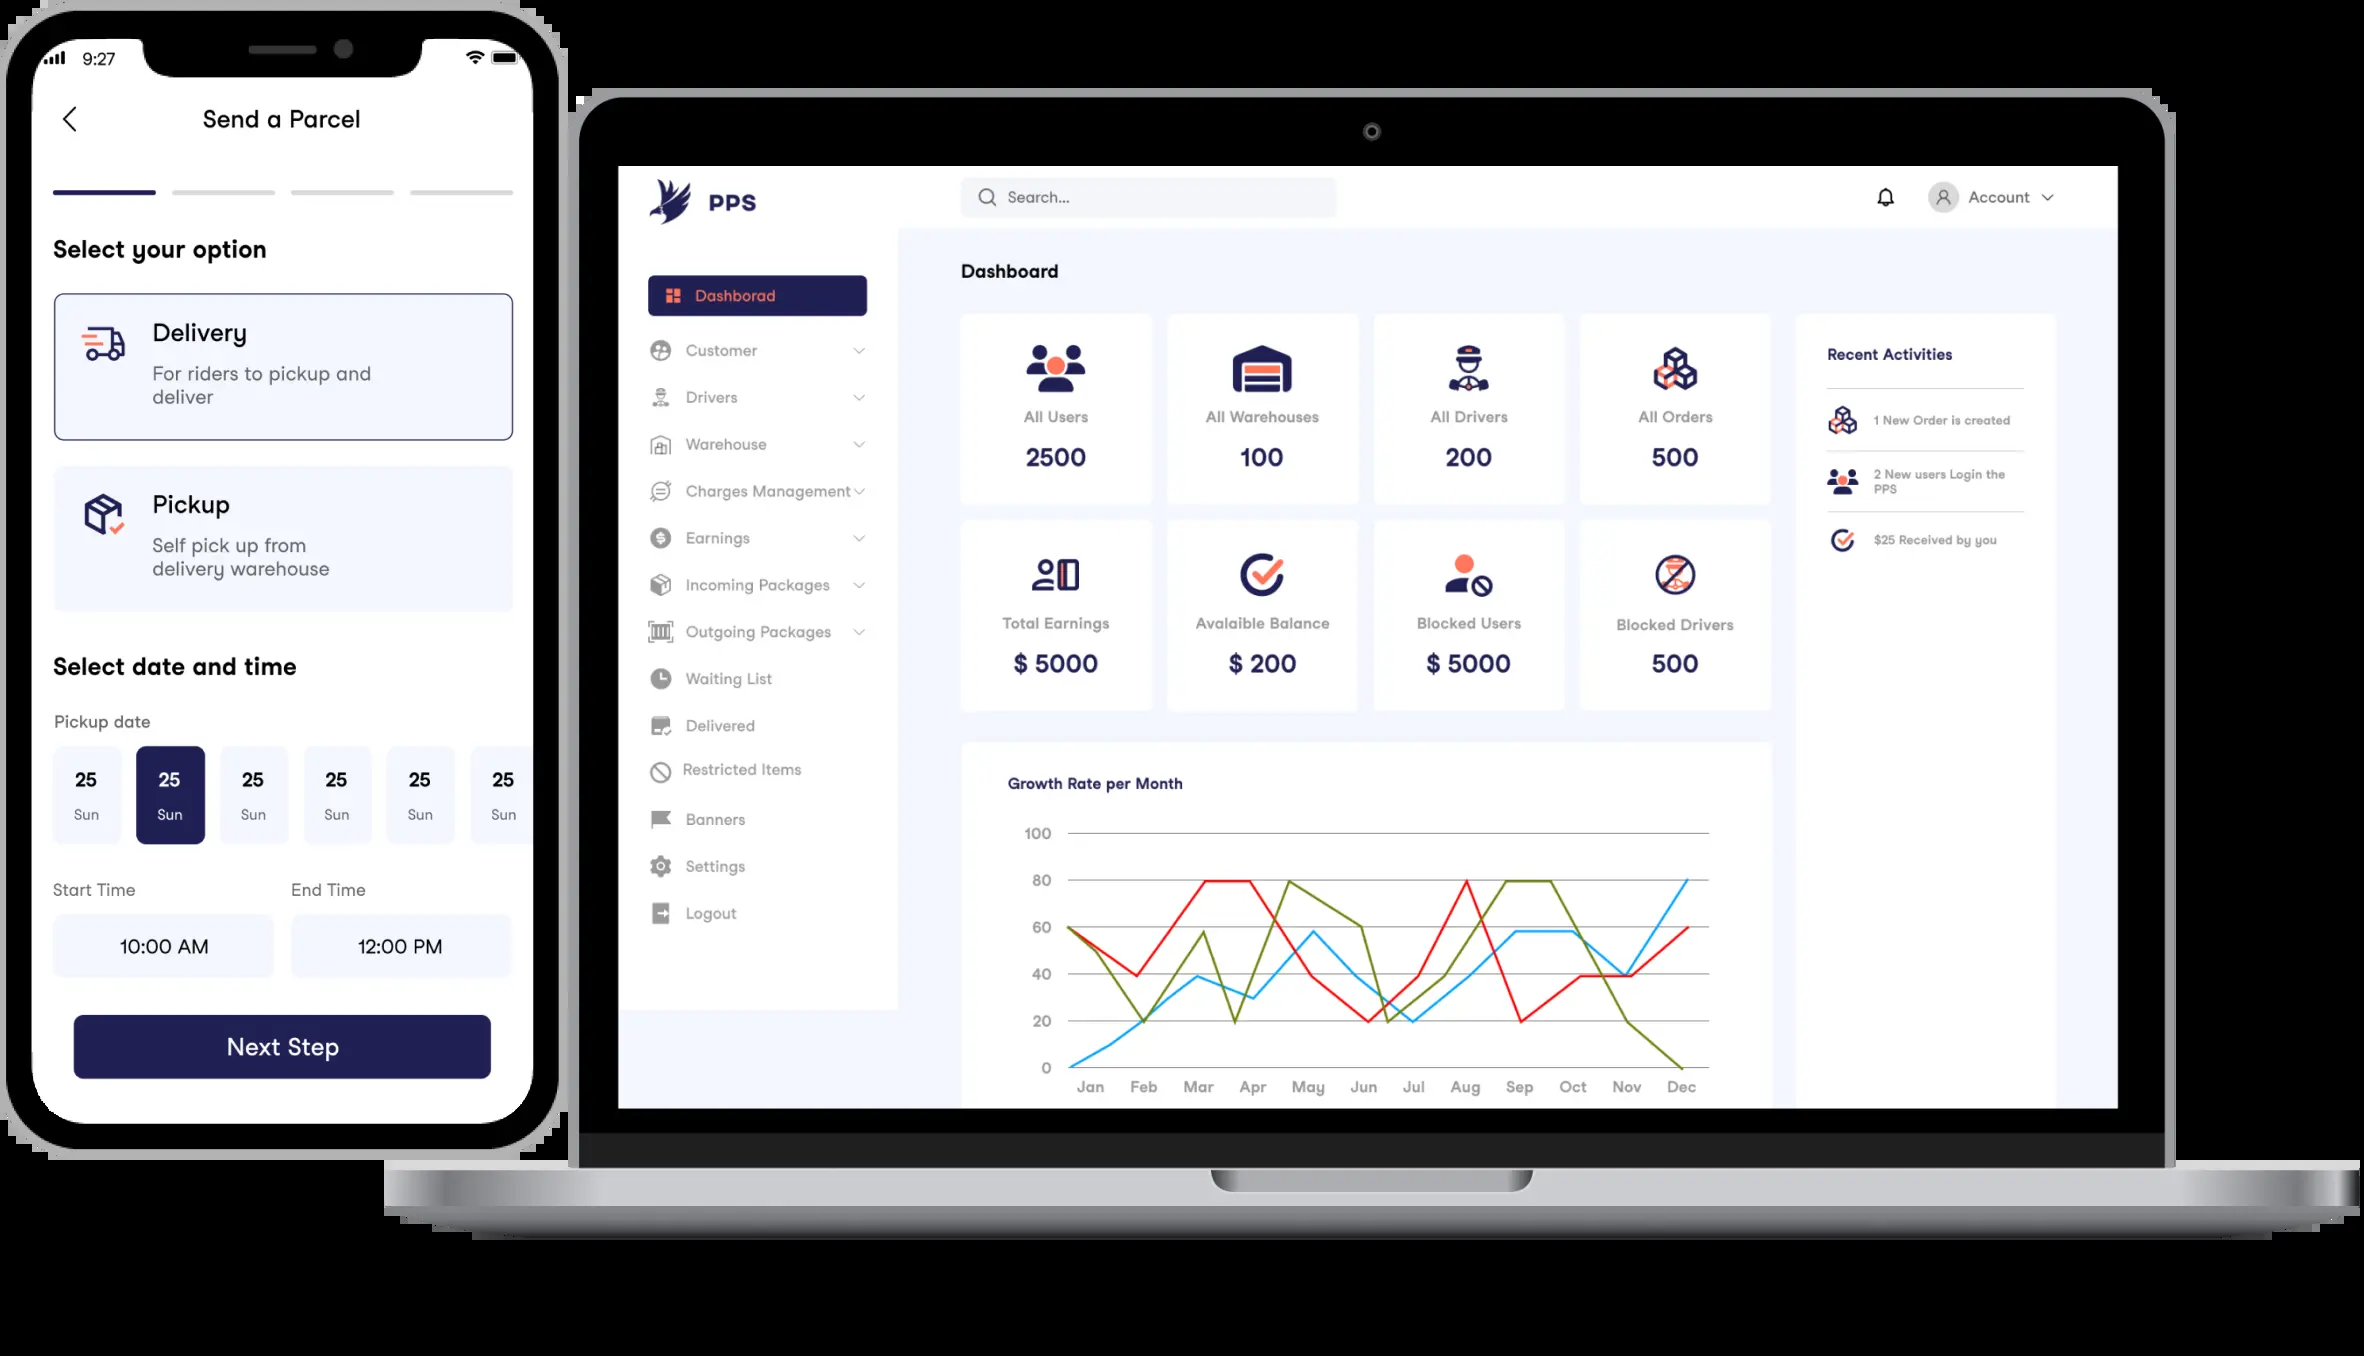 9:27
Send a Parcel
Select your option
Delivery
For riders to pickup and
deliver
Pickup
Self pick up from
delivery warehouse
Select date and time
Pickup date
25 25 25 25 25 25
Sun Sun Sun Sun Sun Sun
Start Time End Time
10:00 AM 12:00 PM
Next Step
PPS
Search...
Account
Dashborad
Customer
Drivers
Warehouse
Charges Management
Earnings
Incoming Packages
Outgoing Packages
Waiting List
Delivered
Restricted Items
Banners
Settings
Logout
Dashboard
All Users All Warehouses All Drivers All Orders
2500 100 200 500
Total Earnings Avalaible Balance Blocked Users Blocked Drivers
$ 5000 $ 200 $ 5000 500
Recent Activities
1 New Order is created
2 New users Login the
PPS
$25 Received by you
Growth Rate per Month
100
80
60
40
20
0
Jan Feb Mar Apr May Jun Jul Aug Sep Oct Nov Dec